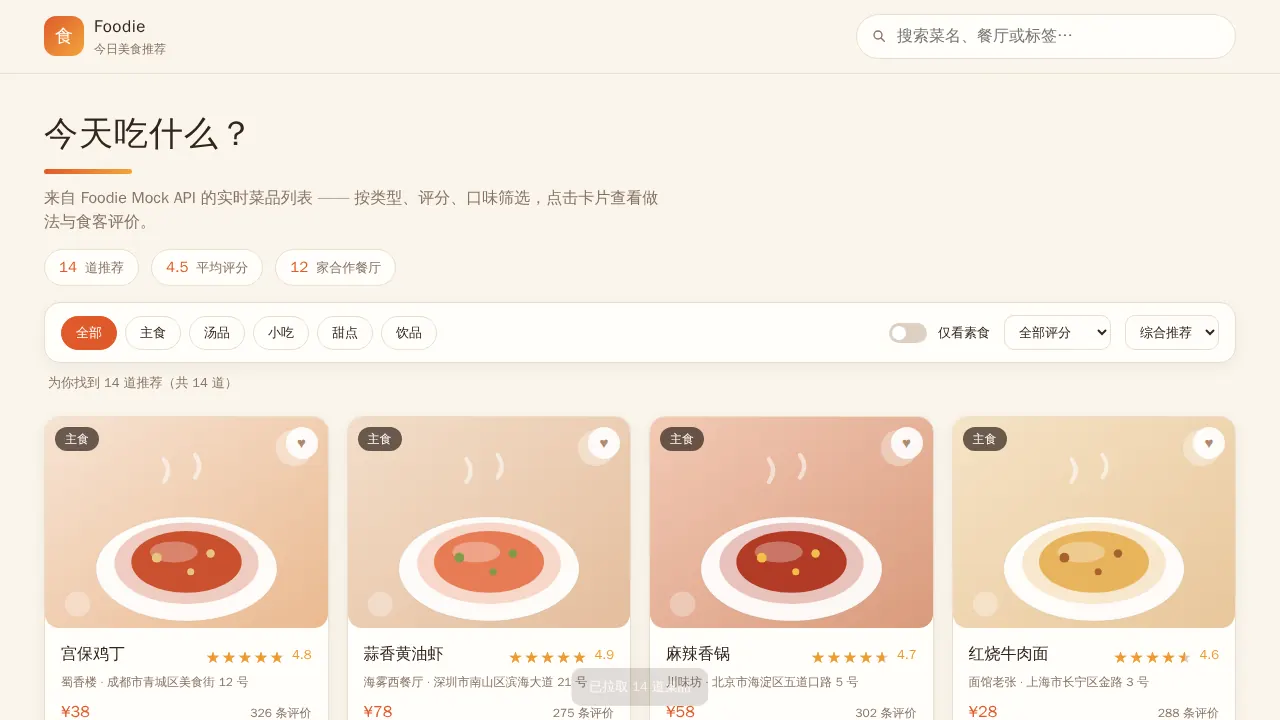 食
Foodie
今日美食推荐
搜索菜名、餐厅或标签…
今天吃什么？
来自 Foodie Mock API 的实时菜品列表 —— 按类型、评分、口味筛选，点击卡片查看做
法与食客评价。
14 道推荐
4.5 平均评分
12 家合作餐厅
全部 主食 汤品 小吃 甜点 饮品 仅看素食 全部评分 综合推荐
为你找到 14 道推荐（共 14 道）
主食
主食
主食
主食
宫保鸡丁 4.8
蜀香楼 · 成都市青城区美食街 12 号
¥38 326 条评价
蒜香黄油虾 4.9
海雾西餐厅 · 深圳市南山区滨海大道 21 号
¥78 275 条评价
麻辣香锅 4.7
川味坊 · 北京市海淀区五道口路 5 号
¥58 302 条评价
红烧牛肉面 4.6
面馆老张 · 上海市长宁区金路 3 号
¥28 288 条评价
已拉取 14 道